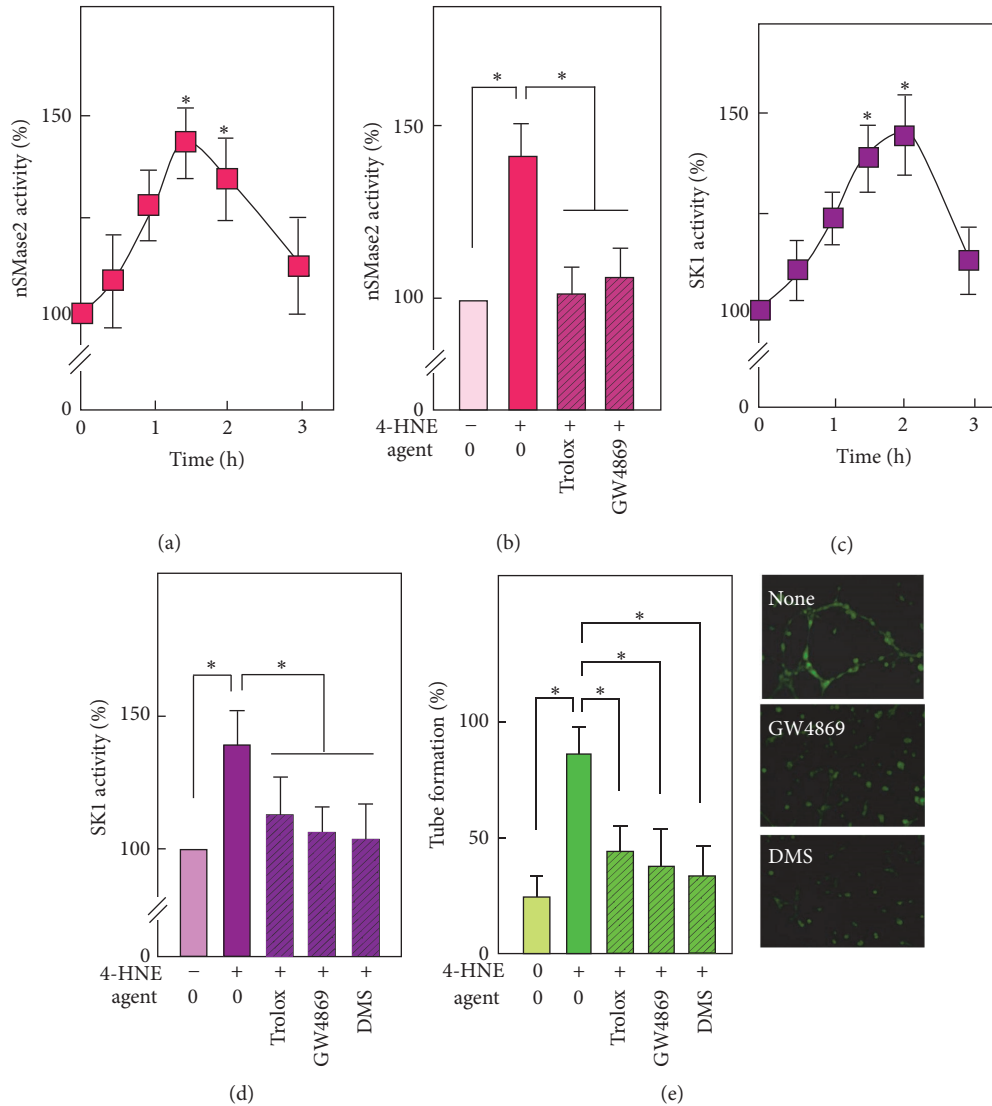 nSMase2 activity (%)
150
100
0
* *
0 1 2 3
Time (h)
(a)
nSMase2 activity (%)
150
100
0
* *
4-HNE − + + +
agent 0 0 Trolox GW4869
(b)
SK1 activity (%)
150
100
0
* *
0 1 2 3
Time (h)
(c)
SK1 activity (%)
150
100
0
* *
4-HNE − + + + +
agent 0 0 Trolox GW4869 DMS
(d)
Tube formation (%)
100
50
0
*
*
* *
4-HNE 0 + + + +
agent 0 0 Trolox GW4869 DMS
None
GW4869
DMS
(e)